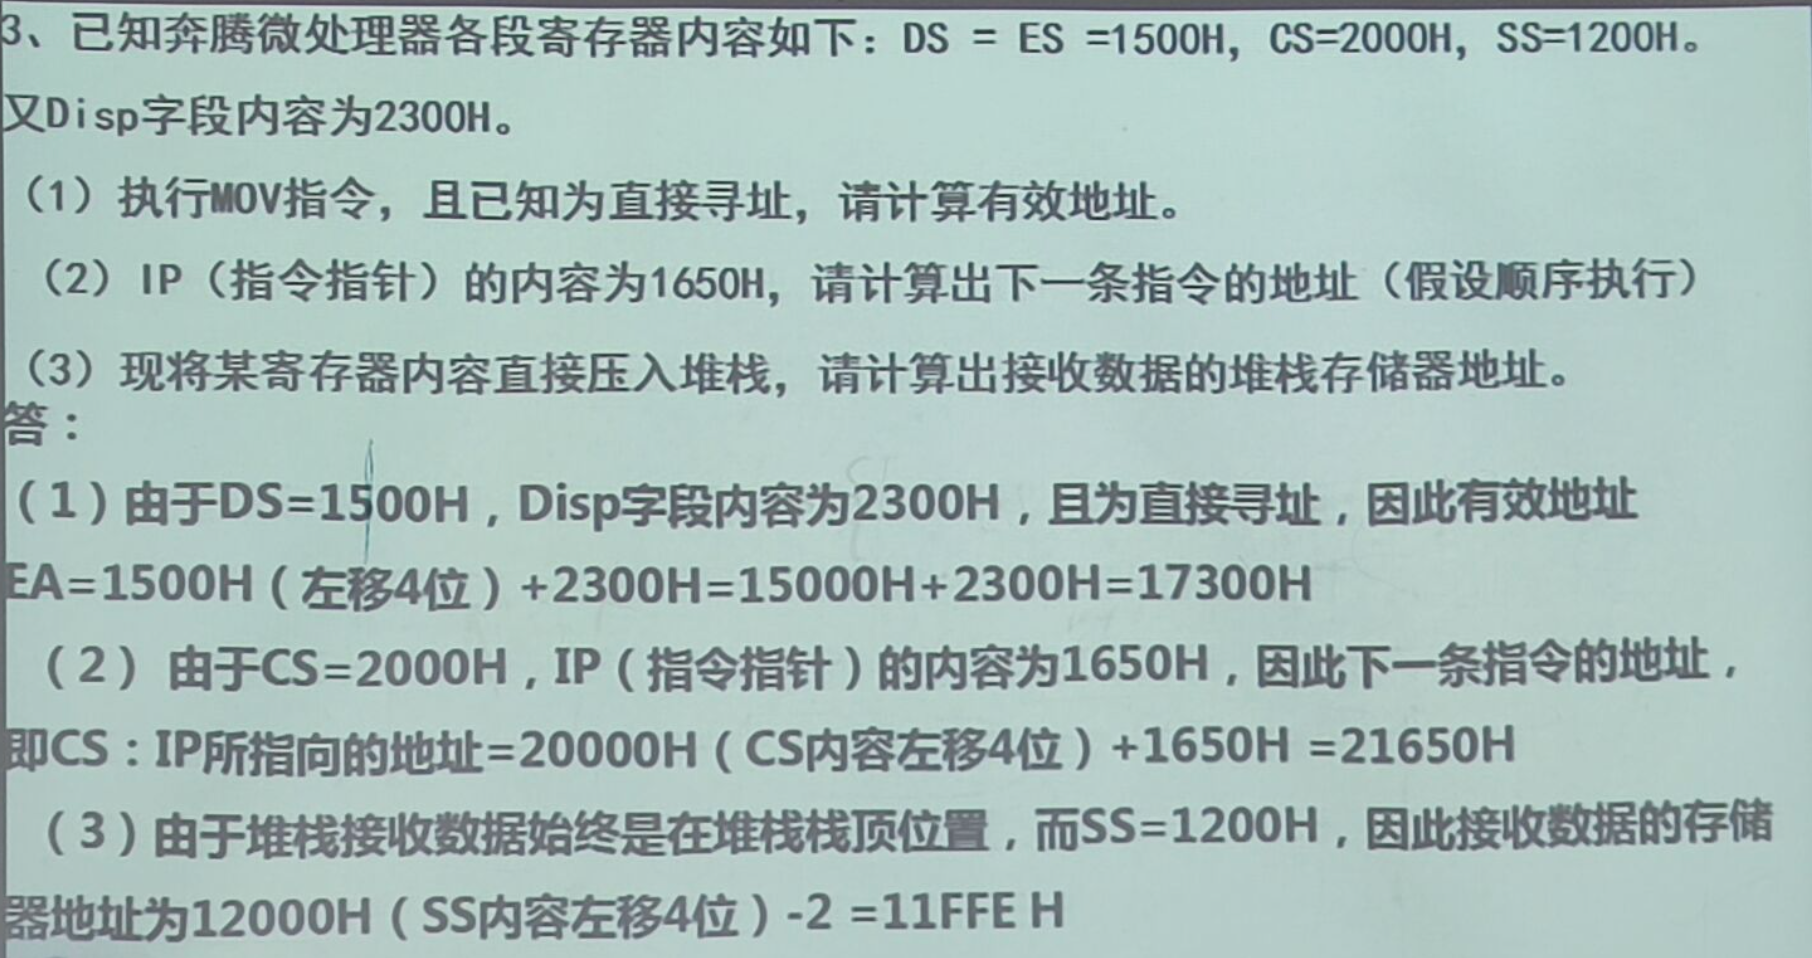 3、已知奔腾微处理器各段寄存器内容如下：DS = ES =1500H，CS=2000H，SS=1200H。
又Disp字段内容为2300H。
（1）执行MOV指令，且已知为直接寻址，请计算有效地址。
（2）IP（指令指针）的内容为1650H，请计算出下一条指令的地址（假设顺序执行）
（3）现将某寄存器内容直接压入堆栈，请计算出接收数据的堆栈存储器地址。
答：
（1）由于DS=1500H，Disp字段内容为2300H，且为直接寻址，因此有效地址
EA=1500H（左移4位）+2300H=15000H+2300H=17300H
（2） 由于CS=2000H，IP（指令指针）的内容为1650H，因此下一条指令的地址，
即CS：IP所指向的地址=20000H（CS内容左移4位）+1650H =21650H
（3）由于堆栈接收数据始终是在堆栈栈顶位置，而SS=1200H，因此接收数据的存储
器地址为12000H（SS内容左移4位）-2 =11FFE H